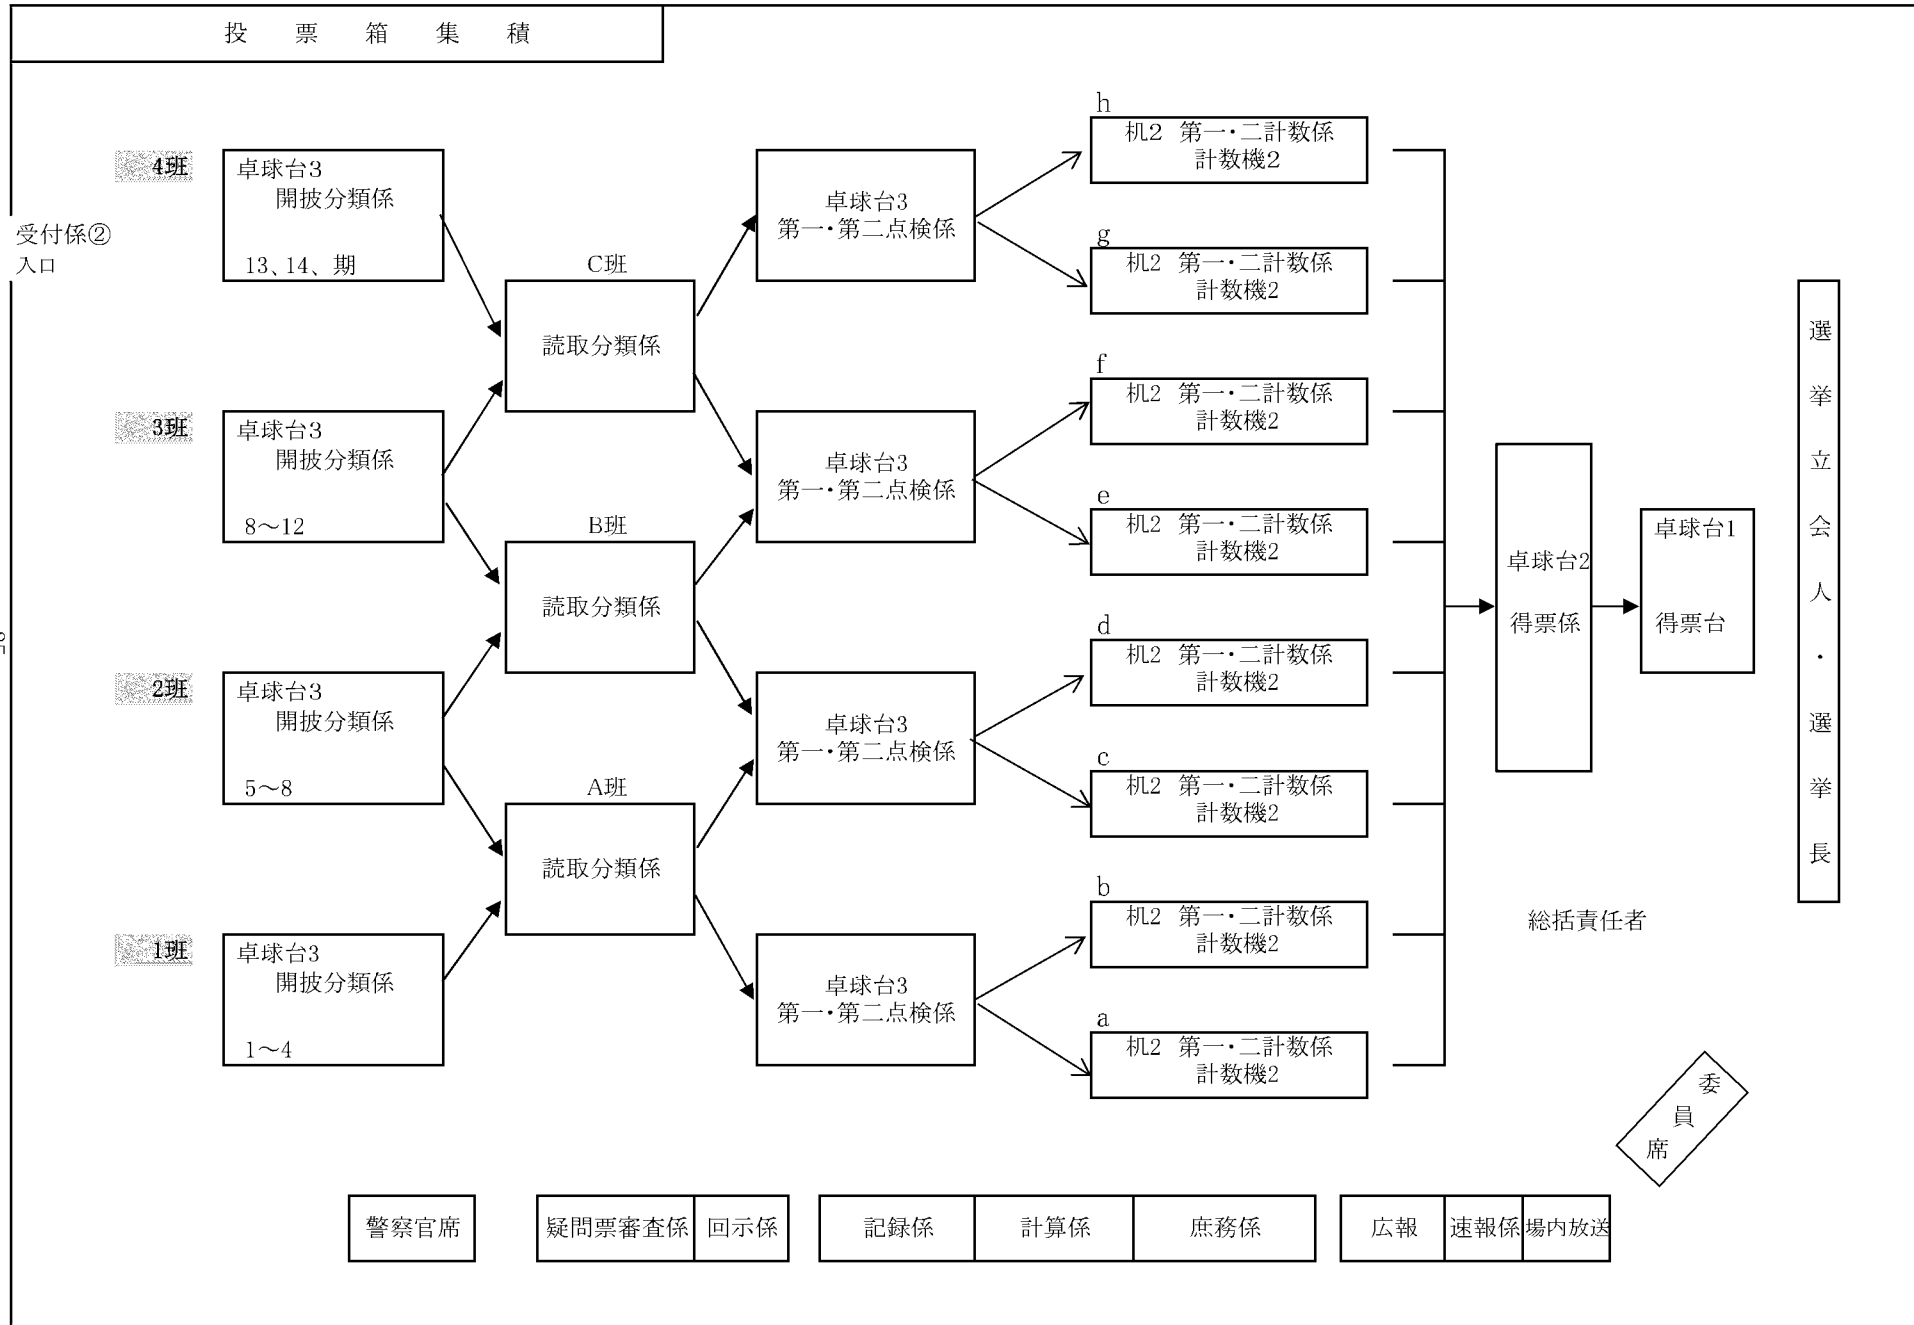 投票箱集積
受付係②
入口
4班
卓球台3
開披分類係
13、14、期
3班
卓球台3
開披分類係
8～12
2班
卓球台3
開披分類係
5～8
1班
卓球台3
開披分類係
1～4
C班
読取分類係
B班
読取分類係
A班
読取分類係
卓球台3
第一・第二点検係
卓球台3
第一・第二点検係
卓球台3
第一・第二点検係
卓球台3
第一・第二点検係
h
机2 第一・二計数係
計数機2
g
机2 第一・二計数係
計数機2
f
机2 第一・二計数係
計数機2
e
机2 第一・二計数係
計数機2
d
机2 第一・二計数係
計数機2
c
机2 第一・二計数係
計数機2
b
机2 第一・二計数係
計数機2
a
机2 第一・二計数係
計数機2
卓球台2
得票係
卓球台1
得票台
選挙立会人・選挙長
総括責任者
委員席
警察官席
疑問票審査係
回示係
記録係
計算係
庶務係
広報
速報係
場内放送